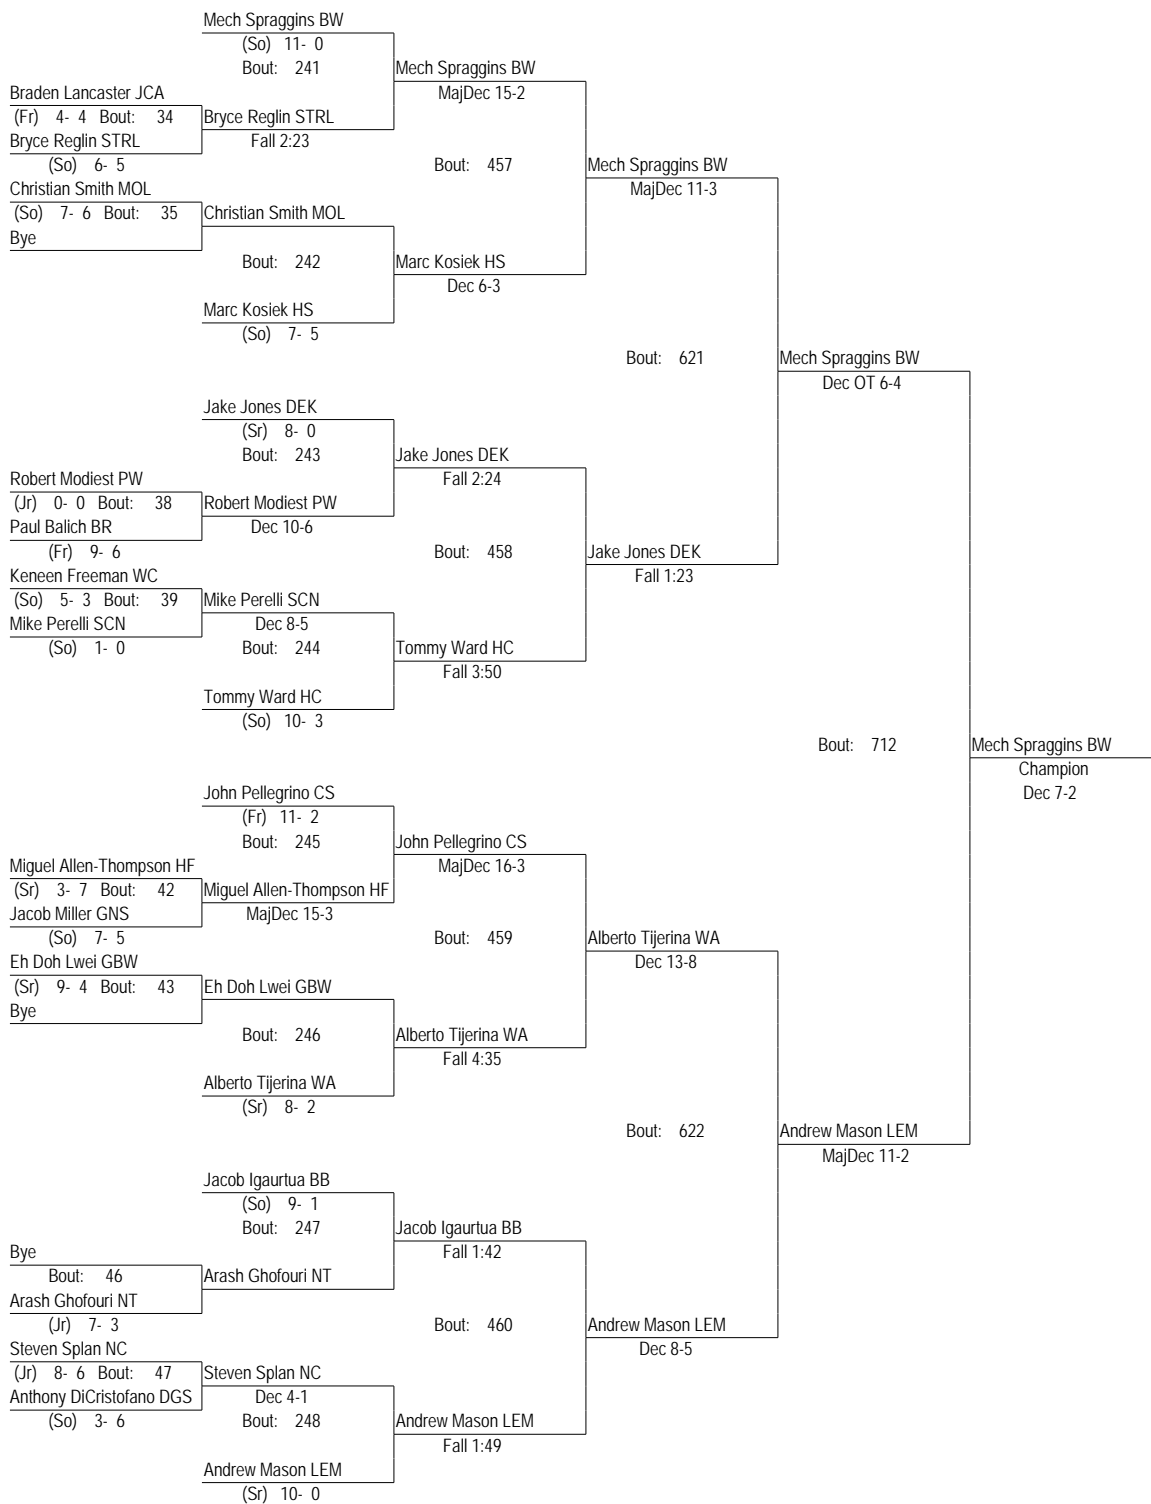 Mech Spraggins BW
(So) 11- 0
Bout: 241
Mech Spraggins BW
MajDec 15-2
Braden Lancaster JCA
(Fr) 4- 4 Bout: 34
Bryce Reglin STRL
Fall 2:23
Bryce Reglin STRL
(So) 6- 5
Bout: 457
Mech Spraggins BW
MajDec 11-3
Christian Smith MOL
(So) 7- 6 Bout: 35
Christian Smith MOL
Bye
Bout: 242
Marc Kosiek HS
Dec 6-3
Marc Kosiek HS
(So) 7- 5
Bout: 621
Mech Spraggins BW
Dec OT 6-4
Jake Jones DEK
(Sr) 8- 0
Bout: 243
Jake Jones DEK
Fall 2:24
Robert Modiest PW
(Jr) 0- 0 Bout: 38
Robert Modiest PW
Dec 10-6
Paul Balich BR
(Fr) 9- 6
Bout: 458
Jake Jones DEK
Fall 1:23
Keneen Freeman WC
(So) 5- 3 Bout: 39
Mike Perelli SCN
Dec 8-5
Mike Perelli SCN
(So) 1- 0
Bout: 244
Tommy Ward HC
Fall 3:50
Tommy Ward HC
(So) 10- 3
Bout: 712
Mech Spraggins BW
Champion
Dec 7-2
John Pellegrino CS
(Fr) 11- 2
Bout: 245
John Pellegrino CS
MajDec 16-3
Miguel Allen-Thompson HF
(Sr) 3- 7 Bout: 42
Miguel Allen-Thompson HF
MajDec 15-3
Jacob Miller GNS
(So) 7- 5
Bout: 459
Alberto Tijerina WA
Dec 13-8
Eh Doh Lwei GBW
(Sr) 9- 4 Bout: 43
Eh Doh Lwei GBW
Bye
Bout: 246
Alberto Tijerina WA
Fall 4:35
Alberto Tijerina WA
(Sr) 8- 2
Bout: 622
Andrew Mason LEM
MajDec 11-2
Jacob Igaurtua BB
(So) 9- 1
Bout: 247
Jacob Igaurtua BB
Fall 1:42
Bye
Bout: 46
Arash Ghofouri NT
Arash Ghofouri NT
(Jr) 7- 3
Bout: 460
Andrew Mason LEM
Dec 8-5
Steven Splan NC
(Jr) 8- 6 Bout: 47
Steven Splan NC
Dec 4-1
Anthony DiCristofano DGS
(So) 3- 6
Bout: 248
Andrew Mason LEM
Fall 1:49
Andrew Mason LEM
(Sr) 10- 0